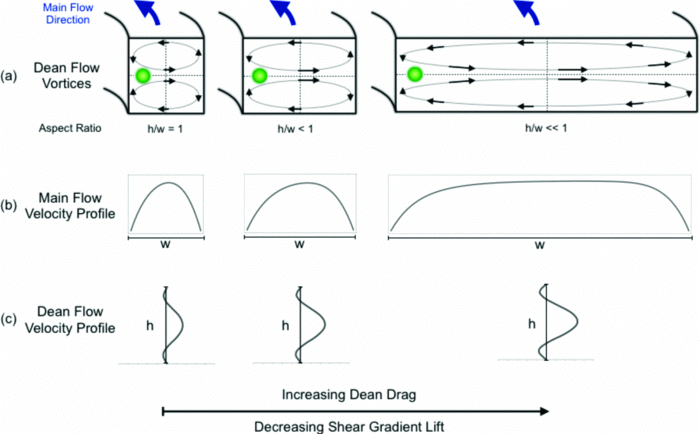 Main Flow
Direction
(a) Dean Flow
Vortices
Aspect Ratio h/w = 1 h/w < 1 h/w << 1
(b) Main Flow
Velocity Profile
w w w
(c) Dean Flow
Velocity Profile
h h h
Increasing Dean Drag
Decreasing Shear Gradient Lift